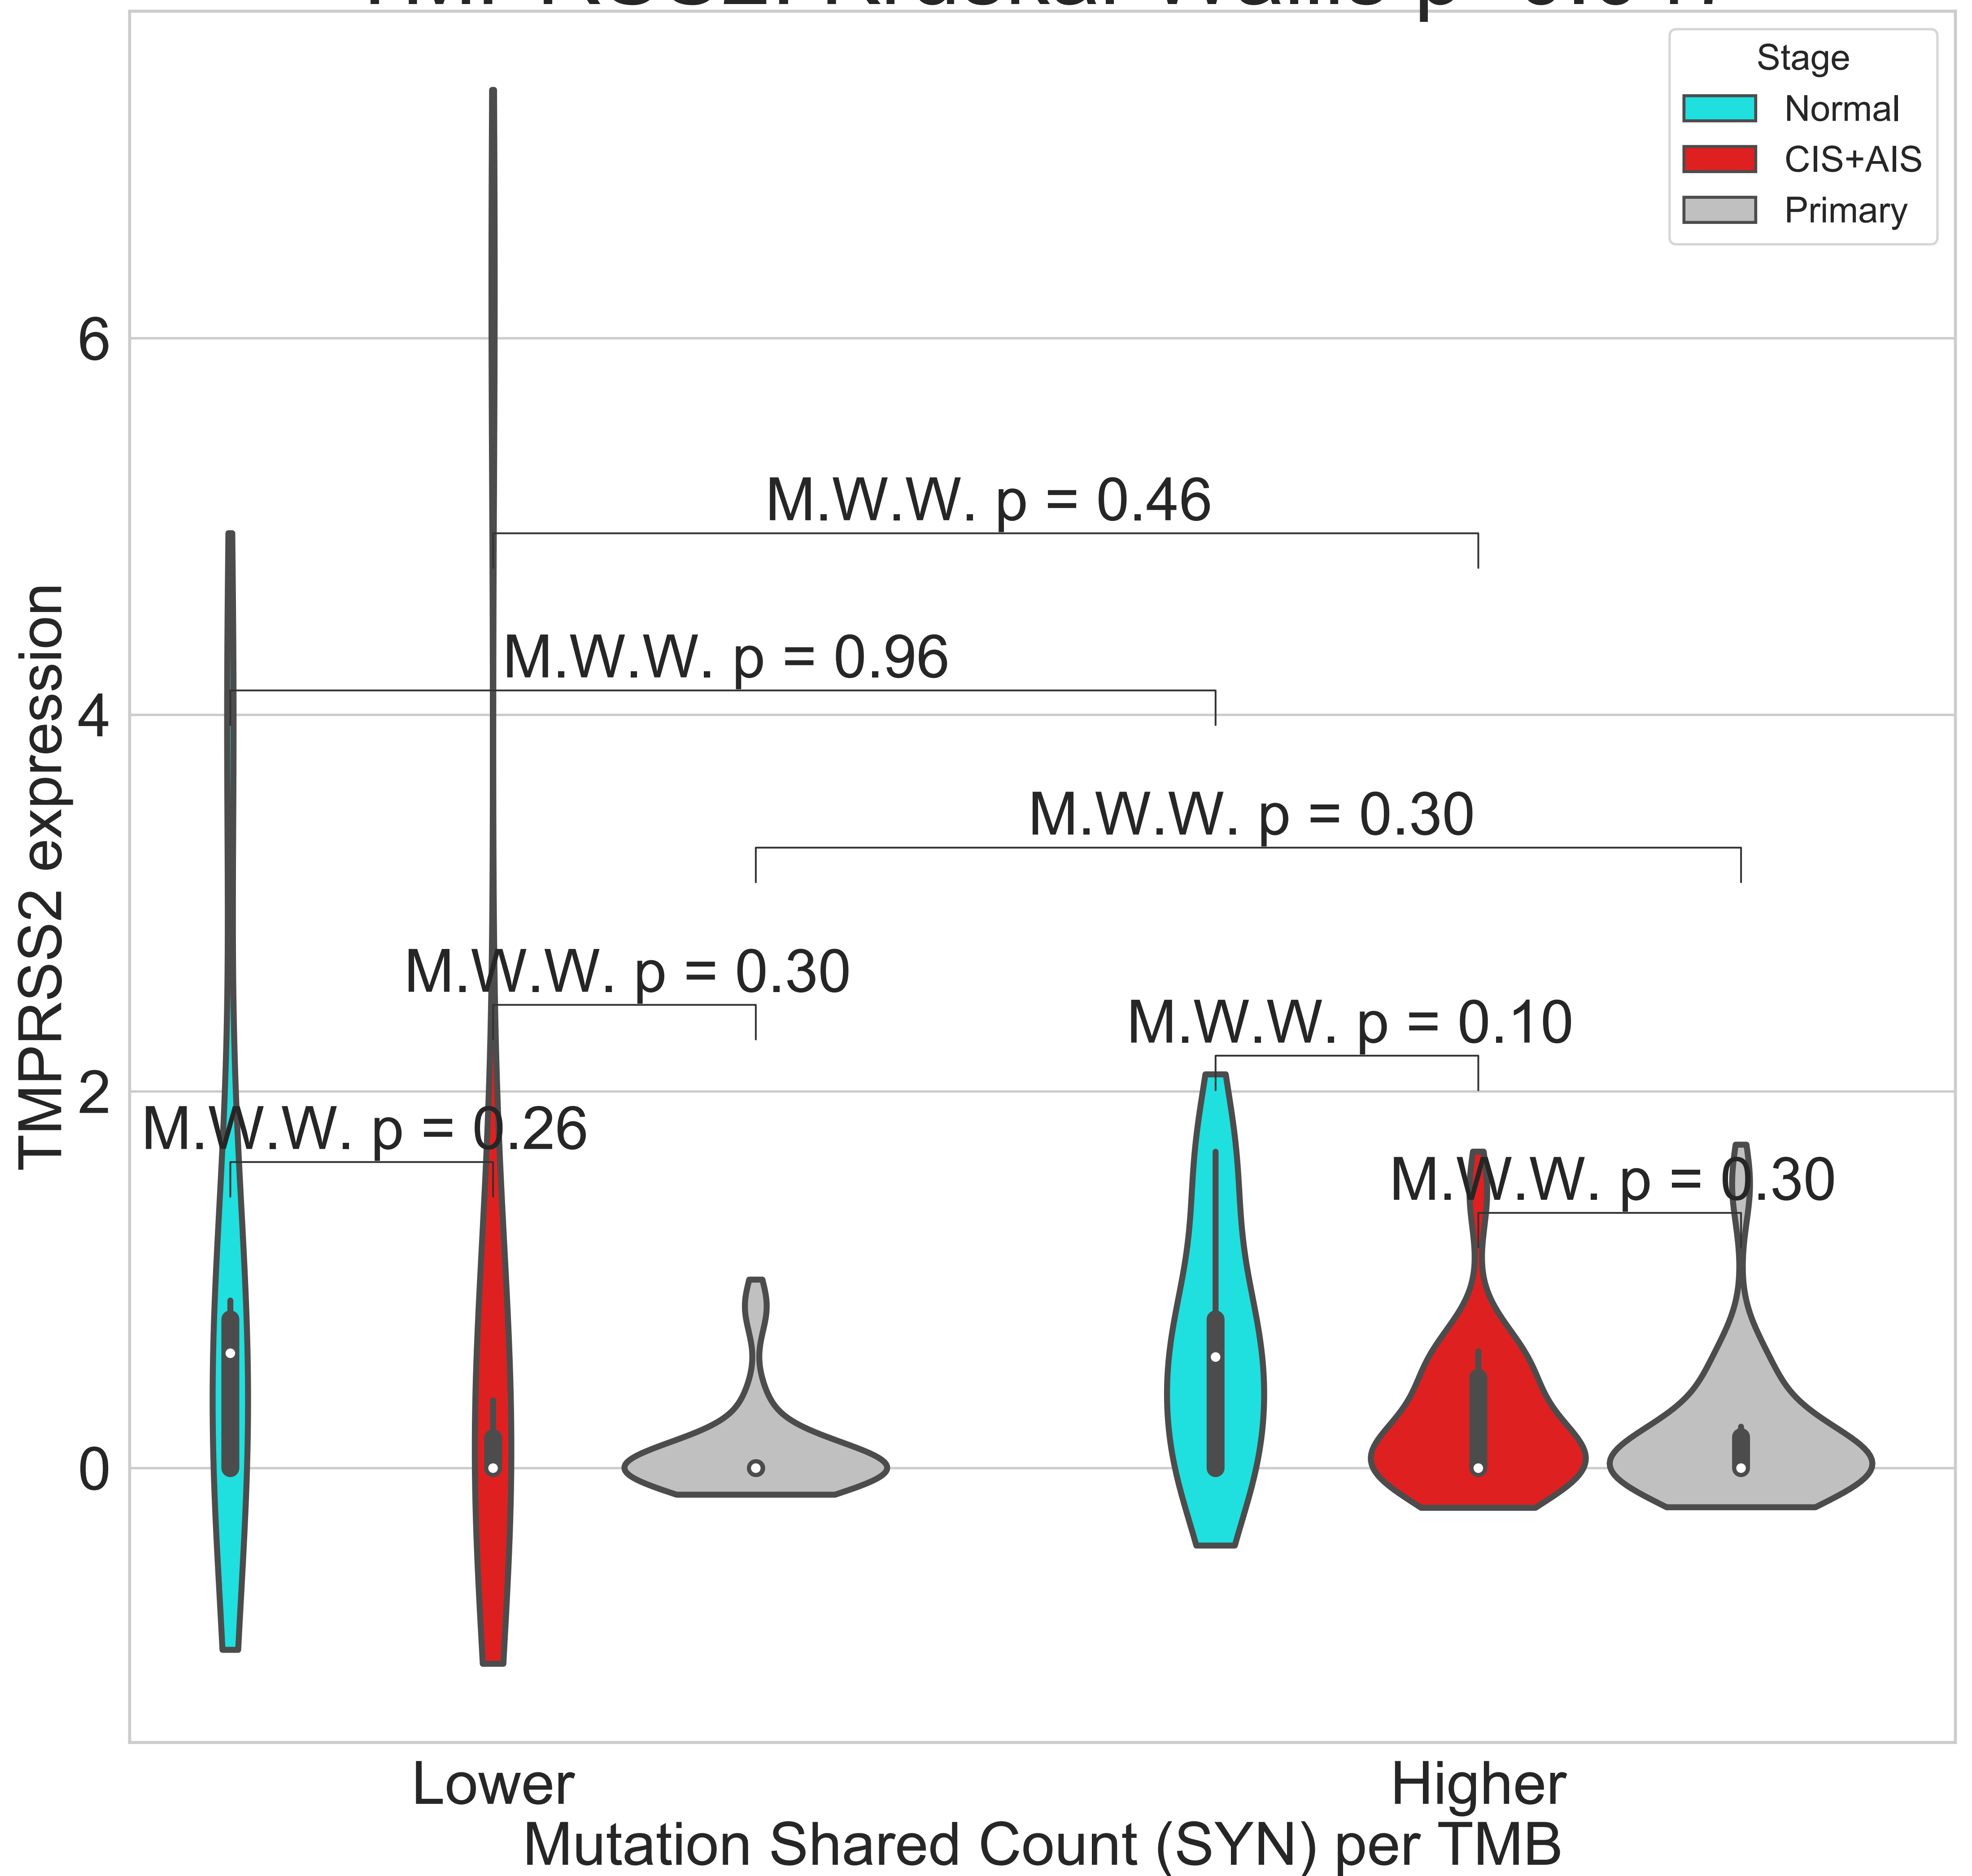 Stage
Normal
CIS+AIS
Primary
6
4
2
0
TMPRSS2 expression
M.W.W. p = 0.46
M.W.W. p = 0.96
M.W.W. p = 0.30
M.W.W. p = 0.30
M.W.W. p = 0.10
M.W.W. p = 0.26
M.W.W. p = 0.30
Lower
Higher
Mutation Shared Count (SYN) per TMB